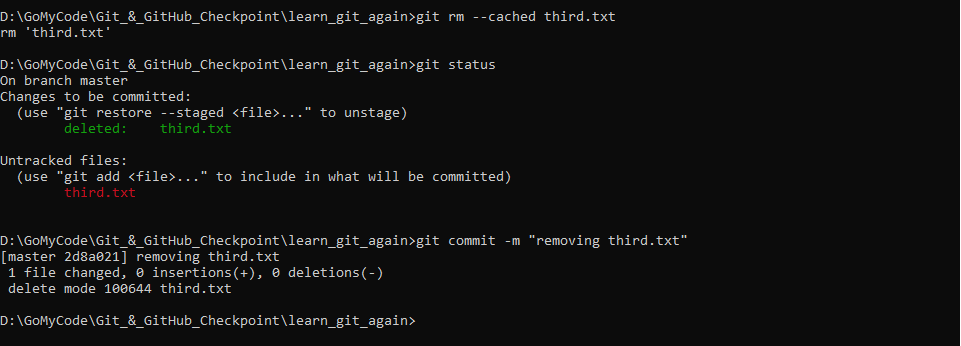 D:\GoMyCode\Git_&_GitHub_Checkpoint\learn_git_again>git rm --cached third.txt
rm 'third.txt'
D:\GoMyCode\Git_&_GitHub_Checkpoint\learn_git_again>git status
On branch master
Changes to be committed:
  (use "git restore --staged <file>..." to unstage)
        deleted:    third.txt
Untracked files:
  (use "git add <file>..." to include in what will be committed)
        third.txt
D:\GoMyCode\Git_&_GitHub_Checkpoint\learn_git_again>git commit -m "removing third.txt"
[master 2d8a021] removing third.txt
 1 file changed, 0 insertions(+), 0 deletions(-)
 delete mode 100644 third.txt
D:\GoMyCode\Git_&_GitHub_Checkpoint\learn_git_again>